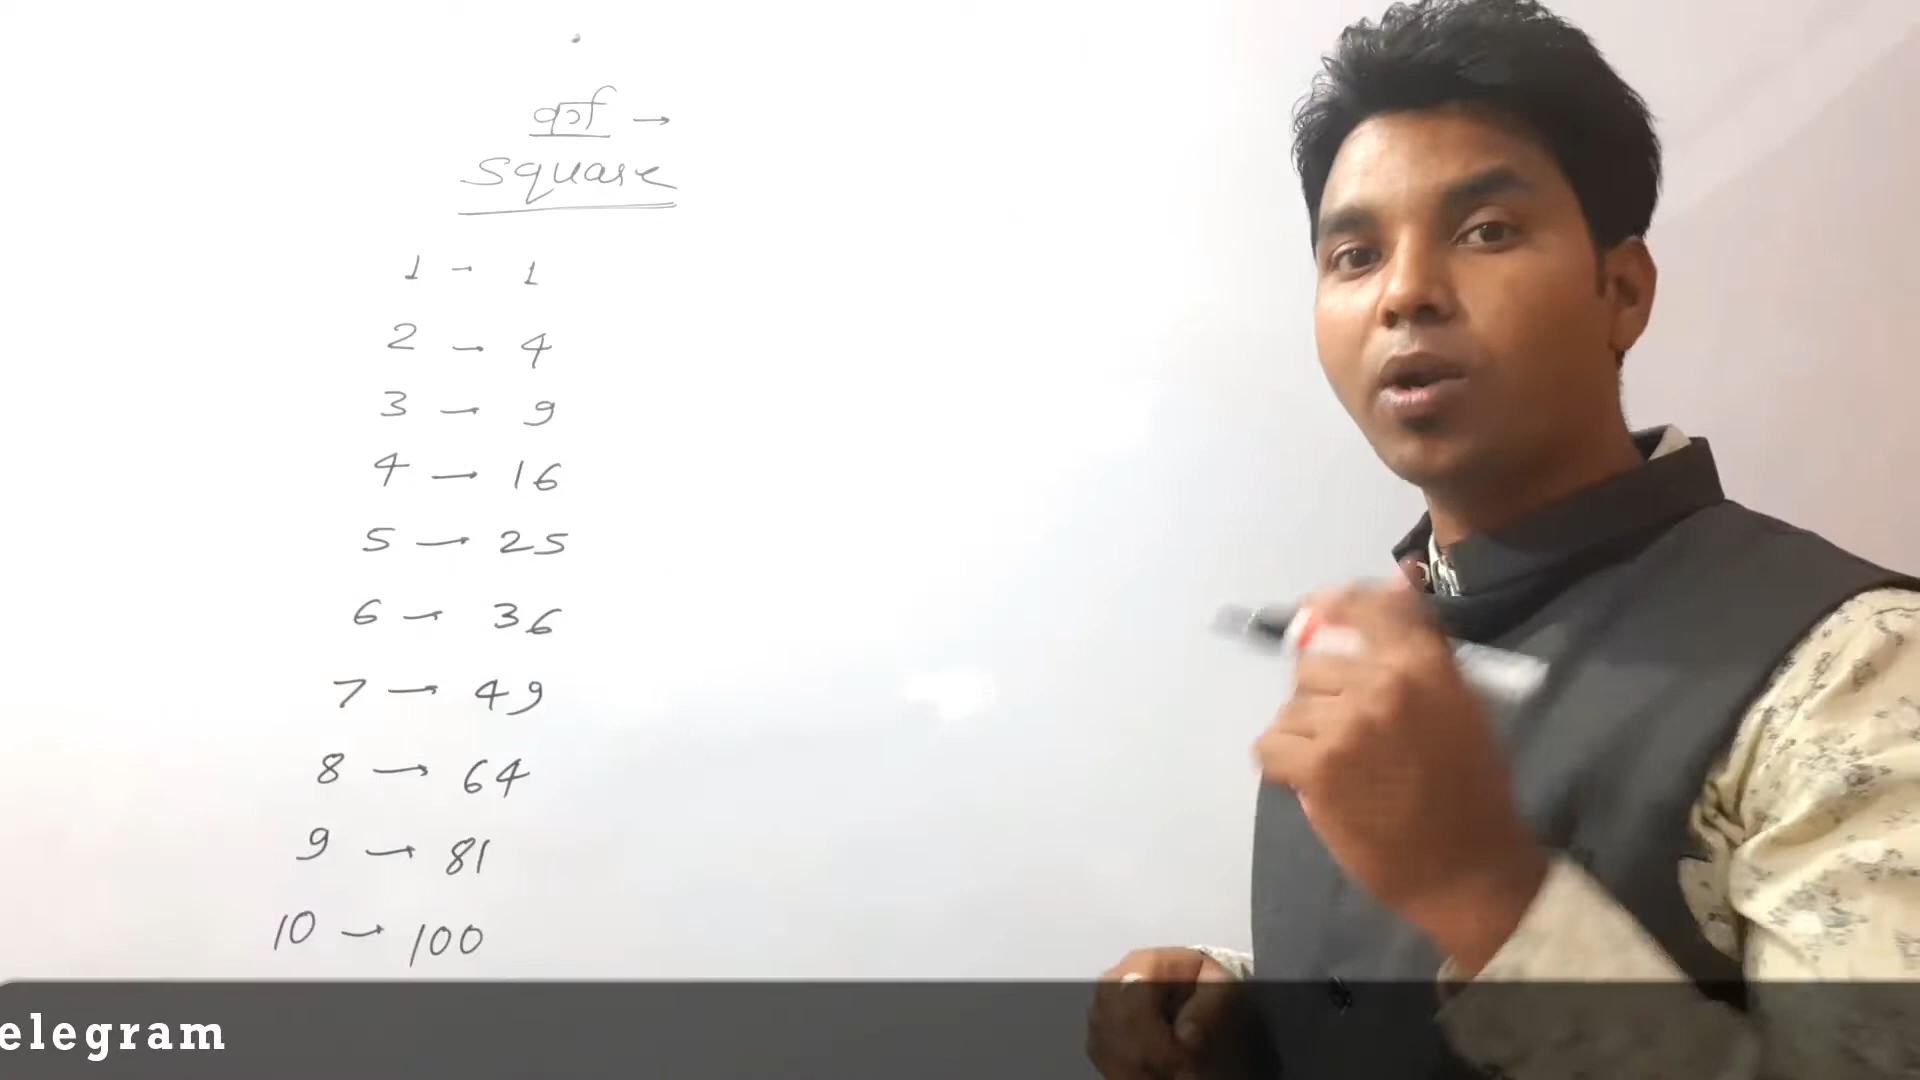 वर्ग →
Square
1 → 1
2 → 4
3 → 9
4 → 16
5 → 25
6 → 36
7 → 49
8 → 64
9 → 81
10 → 100
elegram